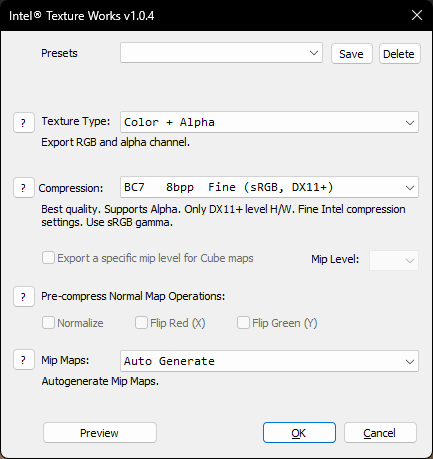 Intel® Texture Works v1.0.4
Presets
Save
Delete
?
Texture Type:
Color + Alpha
Export RGB and alpha channel.
?
Compression:
BC7   8bpp  Fine (sRGB, DX11+)
Best quality. Supports Alpha. Only DX11+ level H/W. Fine Intel compression
settings. Use sRGB gamma.
Export a specific mip level for Cube maps
Mip Level:
?
Pre-compress Normal Map Operations:
Normalize
Flip Red (X)
Flip Green (Y)
?
Mip Maps:
Auto Generate
Autogenerate Mip Maps.
Preview
OK
Cancel